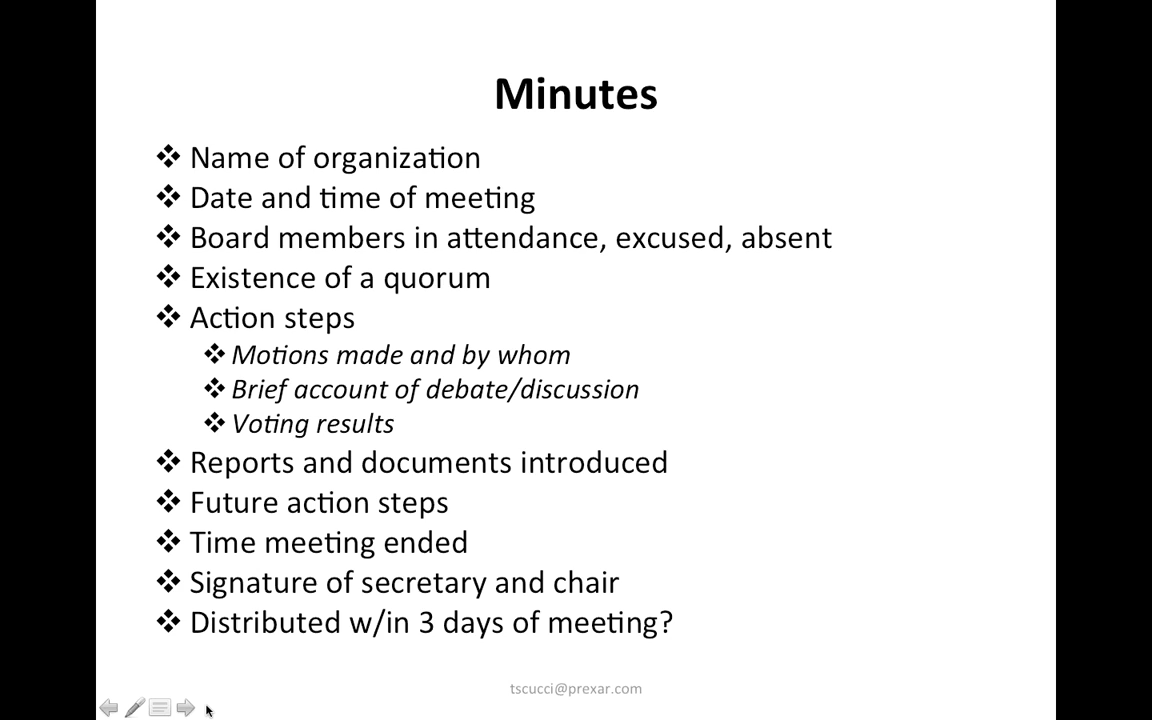 Minutes
❖ Name of organization
❖ Date and time of meeting
❖ Board members in attendance, excused, absent
❖ Existence of a quorum
❖ Action steps
❖ Motions made and by whom
❖ Brief account of debate/discussion
❖ Voting results
❖ Reports and documents introduced
❖ Future action steps
❖ Time meeting ended
❖ Signature of secretary and chair
❖ Distributed w/in 3 days of meeting?
tscucci@prexar.com